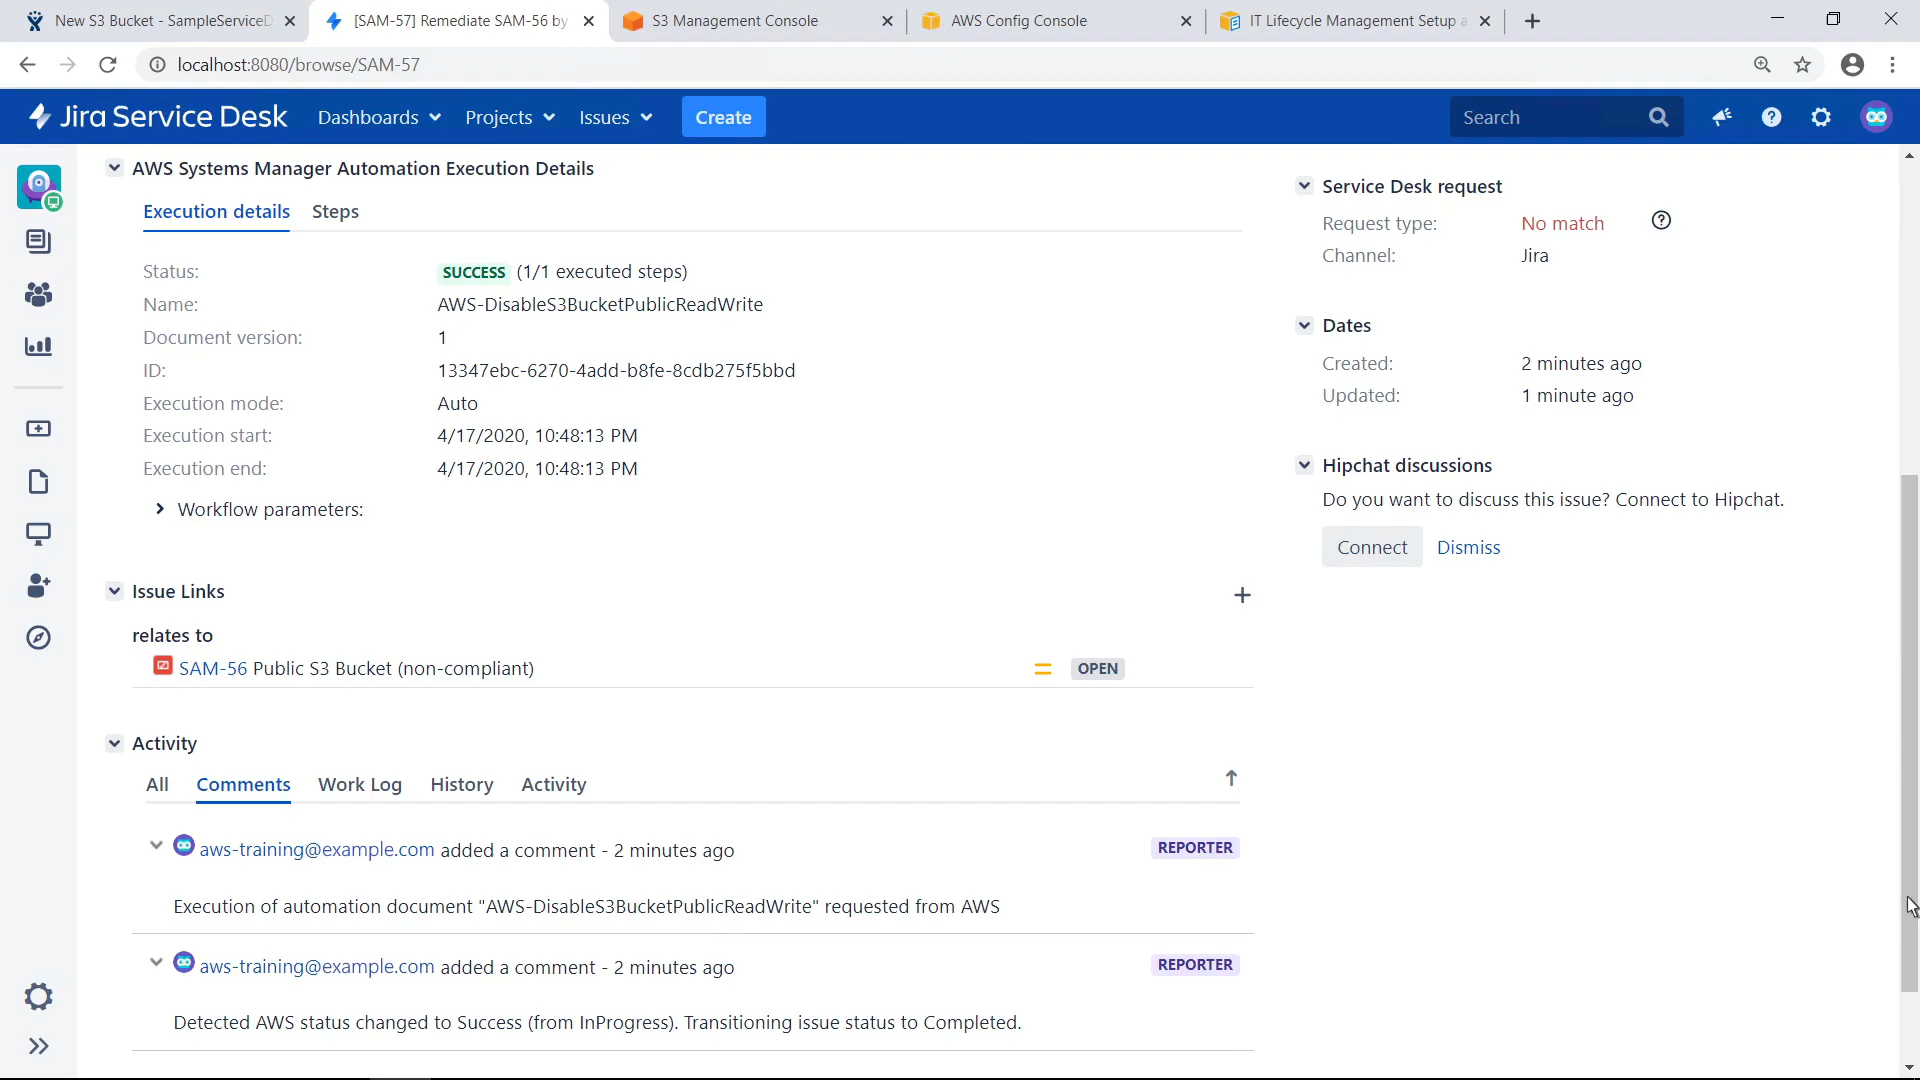 New S3 Bucket - SampleServiceD
[SAM-57] Remediate SAM-56 by
S3 Management Console
AWS Config Console
IT Lifecycle Management Setup a
localhost:8080/browse/SAM-57
Jira Service Desk
Dashboards
Projects
Issues
Create
Search
AWS Systems Manager Automation Execution Details
Execution details
Steps
Status: SUCCESS (1/1 executed steps)
Name: AWS-DisableS3BucketPublicReadWrite
Document version: 1
ID: 13347ebc-6270-4add-b8fe-8cdb275f5bbd
Execution mode: Auto
Execution start: 4/17/2020, 10:48:13 PM
Execution end: 4/17/2020, 10:48:13 PM
Workflow parameters:
Issue Links
relates to
SAM-56 Public S3 Bucket (non-compliant) OPEN
Activity
All Comments Work Log History Activity
aws-training@example.com added a comment - 2 minutes ago REPORTER
Execution of automation document "AWS-DisableS3BucketPublicReadWrite" requested from AWS
aws-training@example.com added a comment - 2 minutes ago REPORTER
Detected AWS status changed to Success (from InProgress). Transitioning issue status to Completed.
Service Desk request
Request type: No match
Channel: Jira
Dates
Created: 2 minutes ago
Updated: 1 minute ago
Hipchat discussions
Do you want to discuss this issue? Connect to Hipchat.
Connect Dismiss